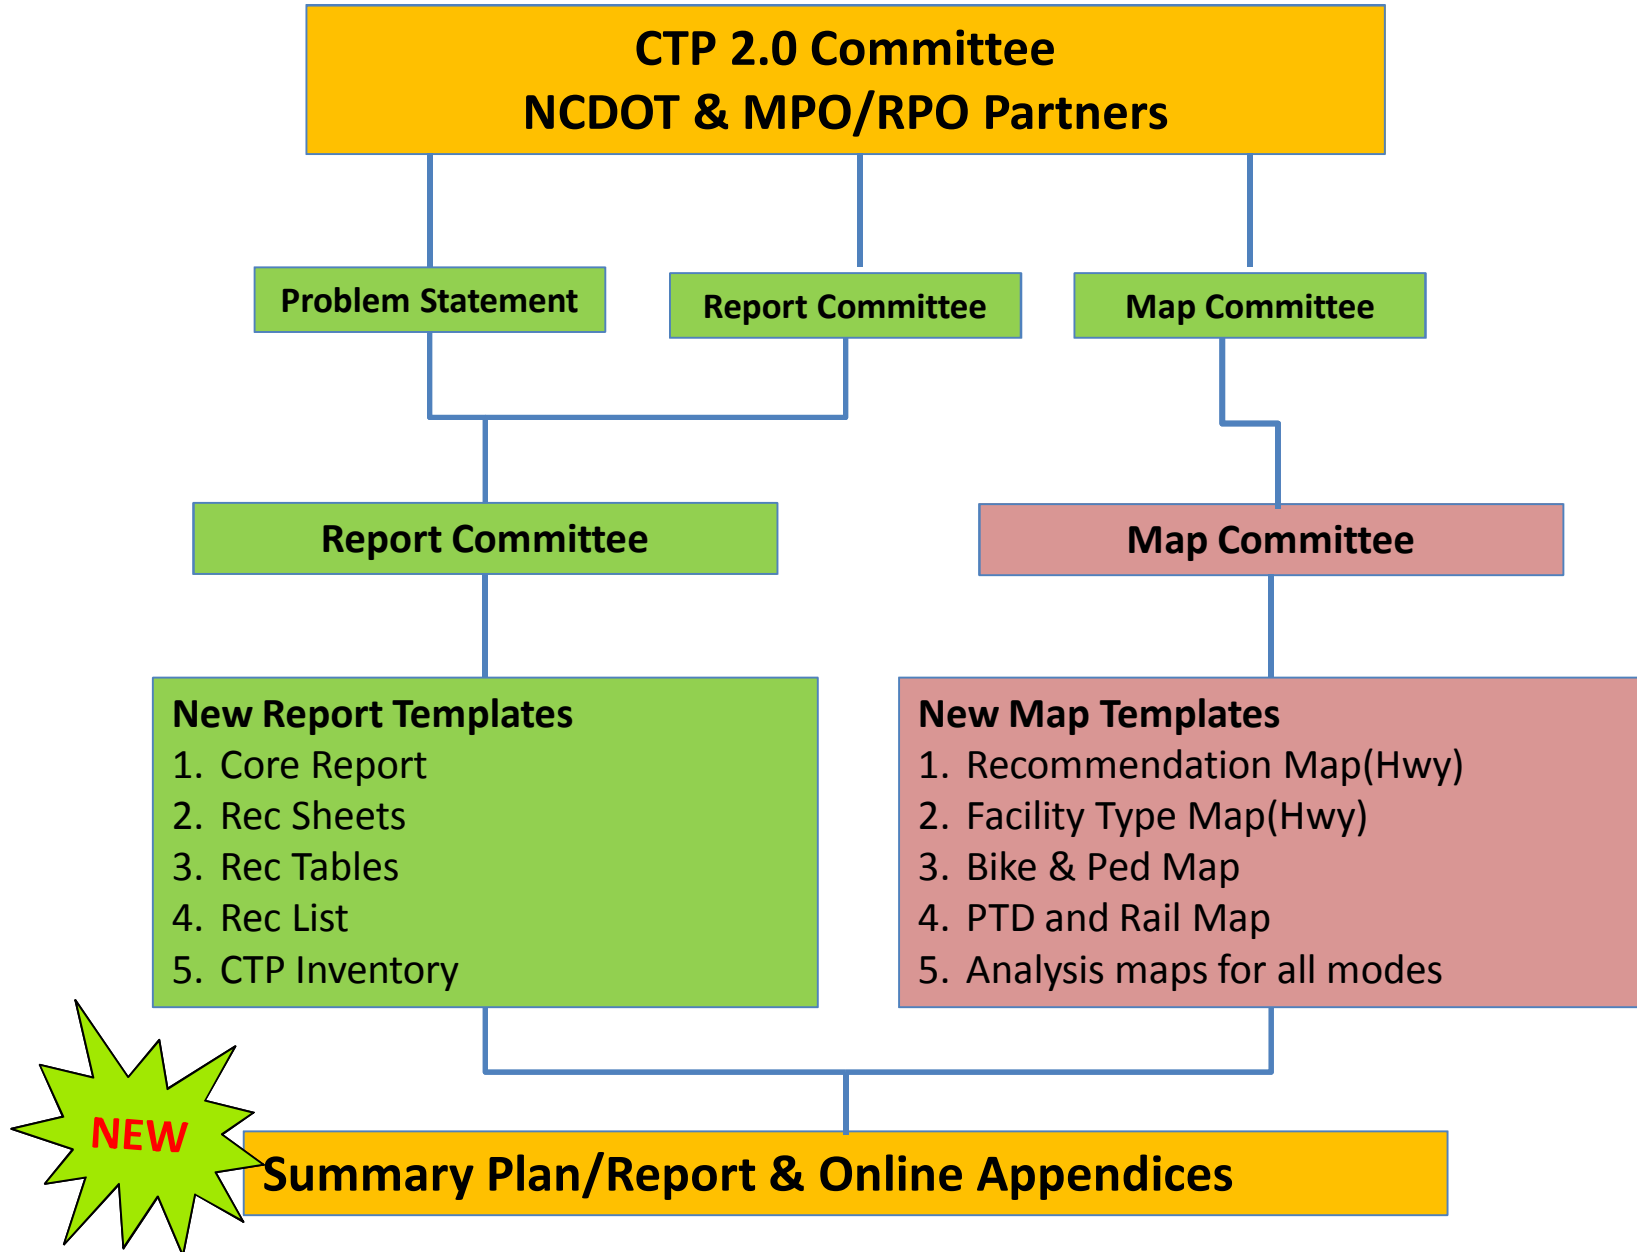 CTP 2.0 Committee
NCDOT & MPO/RPO Partners
Problem Statement
Report Committee
Map Committee
Report Committee
Map Committee
New Report Templates
1. Core Report
2. Rec Sheets
3. Rec Tables
4. Rec List
5. CTP Inventory
New Map Templates
1. Recommendation Map(Hwy)
2. Facility Type Map(Hwy)
3. Bike & Ped Map
4. PTD and Rail Map
5. Analysis maps for all modes
NEW
Summary Plan/Report & Online Appendices